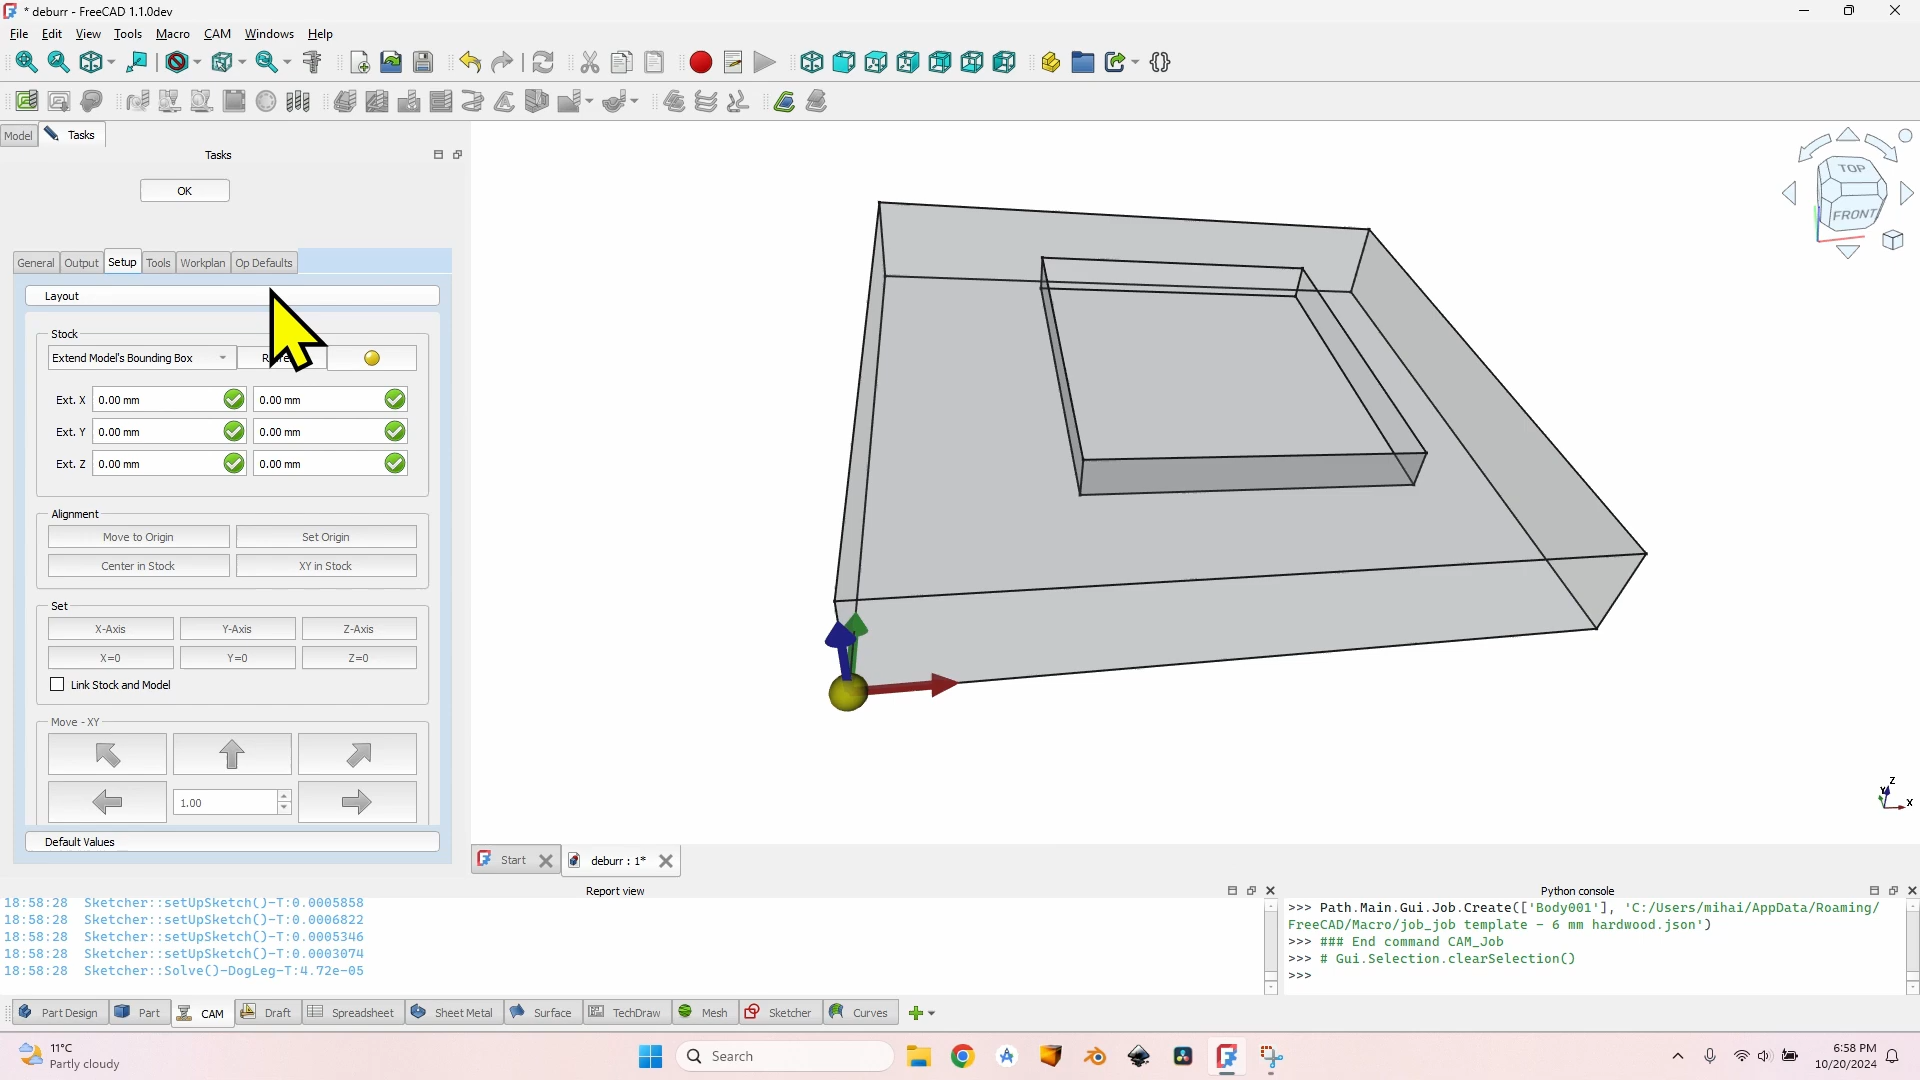 * deburr - FreeCAD 1.1.0dev
File Edit View Tools Macro CAM Windows Help
Model Tasks
Tasks
OK
General Output Setup Tools Workplan Op Defaults
Layout
Stock
Extend Model's Bounding Box
Ext. X 0.00 mm 0.00 mm
Ext. Y 0.00 mm 0.00 mm
Ext. Z 0.00 mm 0.00 mm
Alignment
Move to Origin Set Origin
Center in Stock XY in Stock
Set
X-Axis Y-Axis Z-Axis
X=0 Y=0 Z=0
Link Stock and Model
Move - XY
1.00
Default Values
TOP
FRONT
Z
Y
X
Start deburr : 1*
Report view
18:58:28 Sketcher::setUpSketch()-T:0.0005858
18:58:28 Sketcher::setUpSketch()-T:0.0006822
18:58:28 Sketcher::setUpSketch()-T:0.0005346
18:58:28 Sketcher::setUpSketch()-T:0.0003074
18:58:28 Sketcher::Solve()-DogLeg-T:4.72e-05
Python console
>>> Path.Main.Gui.Job.Create(['Body001'], 'C:/Users/mihai/AppData/Roaming/
FreeCAD/Macro/job_job template - 6 mm hardwood.json')
>>> ### End command CAM_Job
>>> # Gui.Selection.clearSelection()
>>>
Part Design Part CAM Draft Spreadsheet Sheet Metal Surface TechDraw Mesh Sketcher Curves
11°C
Partly cloudy
Search
6:58 PM
10/20/2024